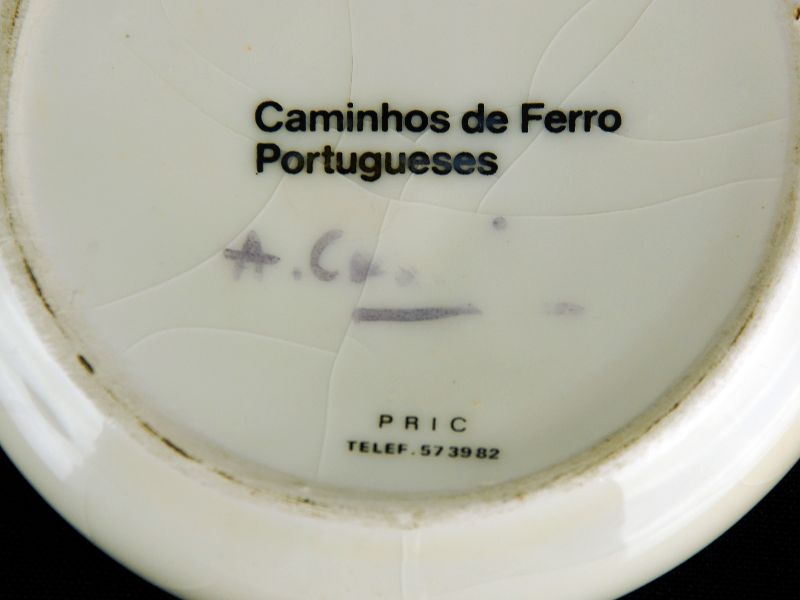 Caminhos de Ferro
Portugueses
A.
PRIC
TELEF. 573982